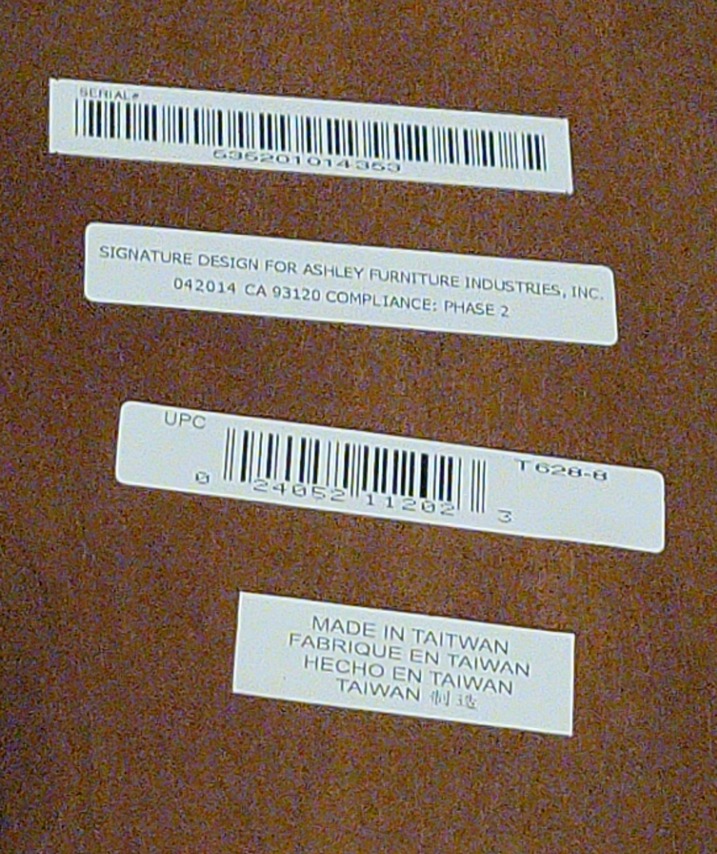 SERIAL#
535201014353
SIGNATURE DESIGN FOR ASHLEY FURNITURE INDUSTRIES, INC.
042014 CA 93120 COMPLIANCE: PHASE 2
UPC
T628-8
0 24052 11202 3
MADE IN TAITWAN
FABRIQUE EN TAIWAN
HECHO EN TAIWAN
TAIWAN 制造